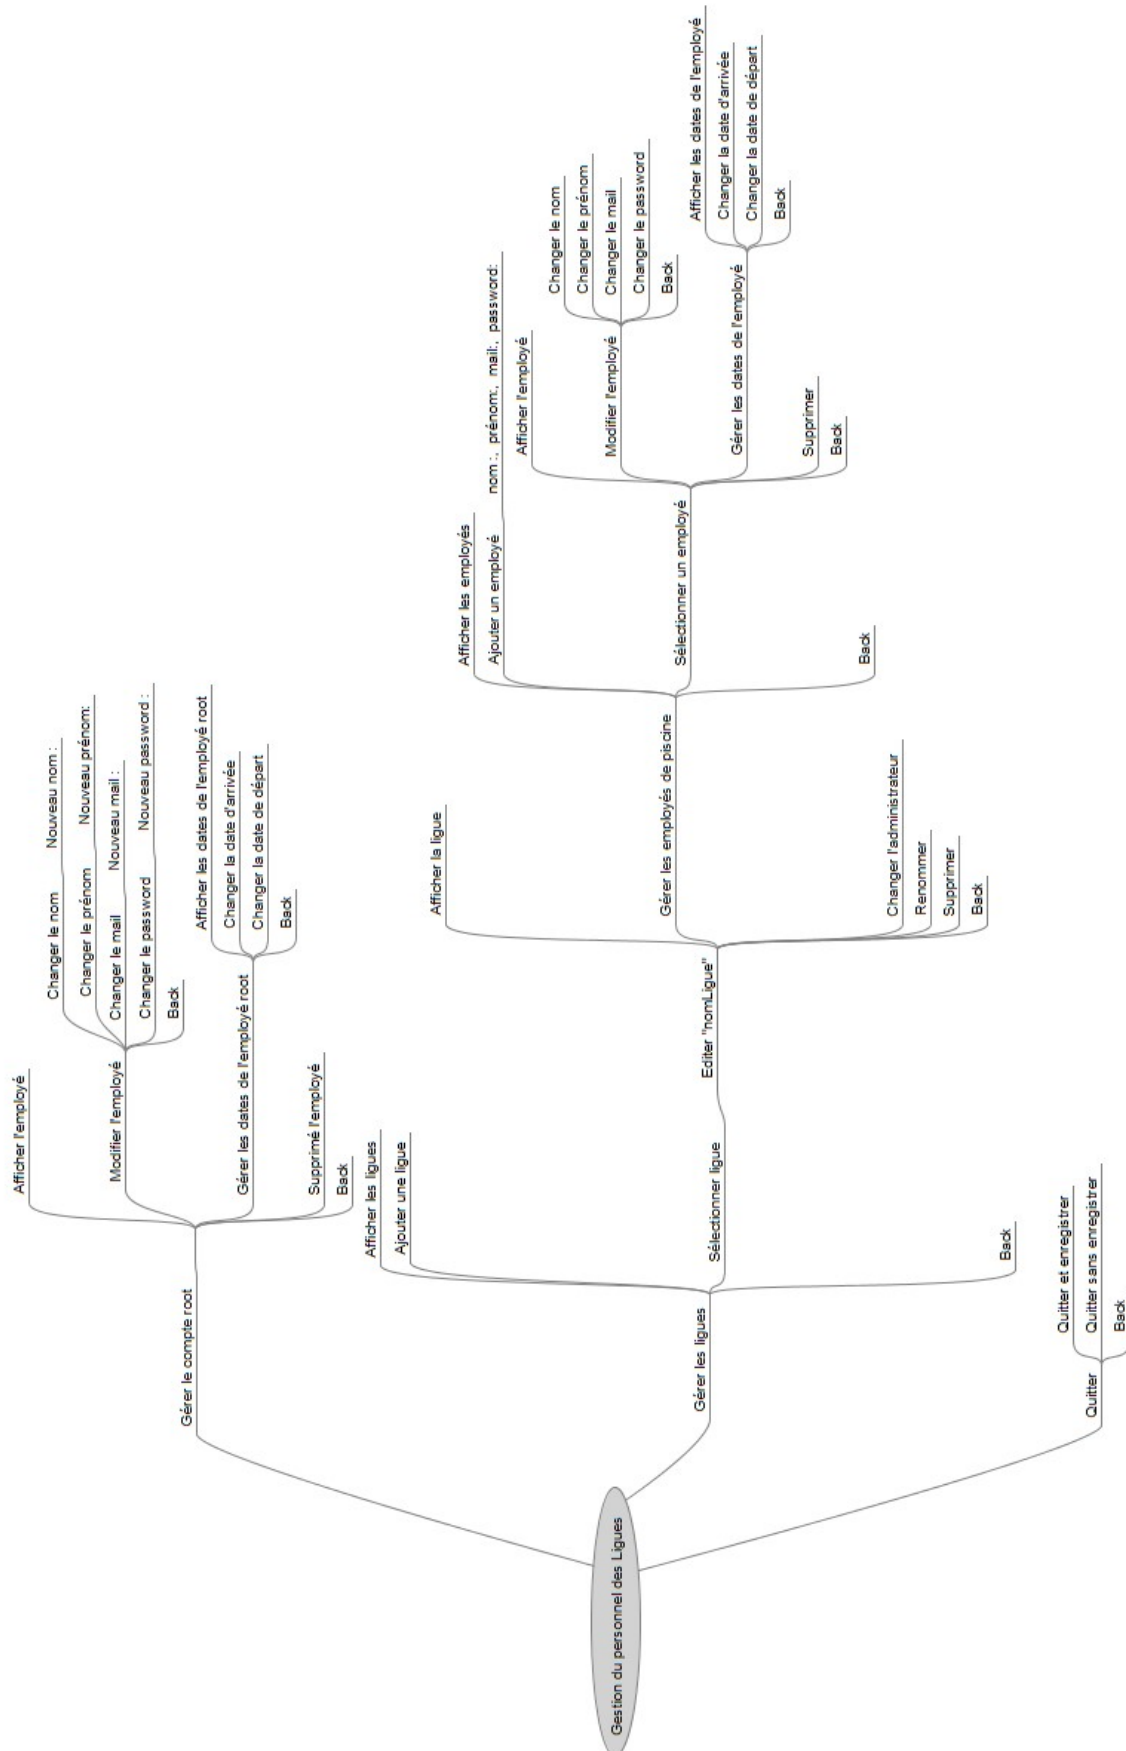 Gestion du personnel des Ligues
Gérer le compte root
Afficher l'employé
Modifier l'employé
Changer le nom Nouveau nom :
Changer le prénom Nouveau prénom:
Changer le mail Nouveau mail :
Changer le password Nouveau password :
Back
Gérer les dates de l'employé root
Afficher les dates de l'employé root
Changer la date d'arrivée
Changer la date de départ
Back
Supprimé l'employé
Back
Gérer les ligues
Afficher les ligues
Ajouter une ligue
Sélectionner ligue
Editer "nomLigue"
Afficher la ligue
Gérer les employés de piscine
Afficher les employés
Ajouter un employé nom :, prénom:, mail:, password:
Sélectionner un employé
Afficher l'employé
Modifier l'employé
Changer le nom
Changer le prénom
Changer le mail
Changer le password
Back
Gérer les dates de l'employé
Afficher les dates de l'employé
Changer la date d'arrivée
Changer la date de départ
Back
Supprimer
Back
Back
Changer l'administrateur
Renommer
Supprimer
Back
Back
Quitter
Quitter et enregistrer
Quitter sans enregistrer
Back